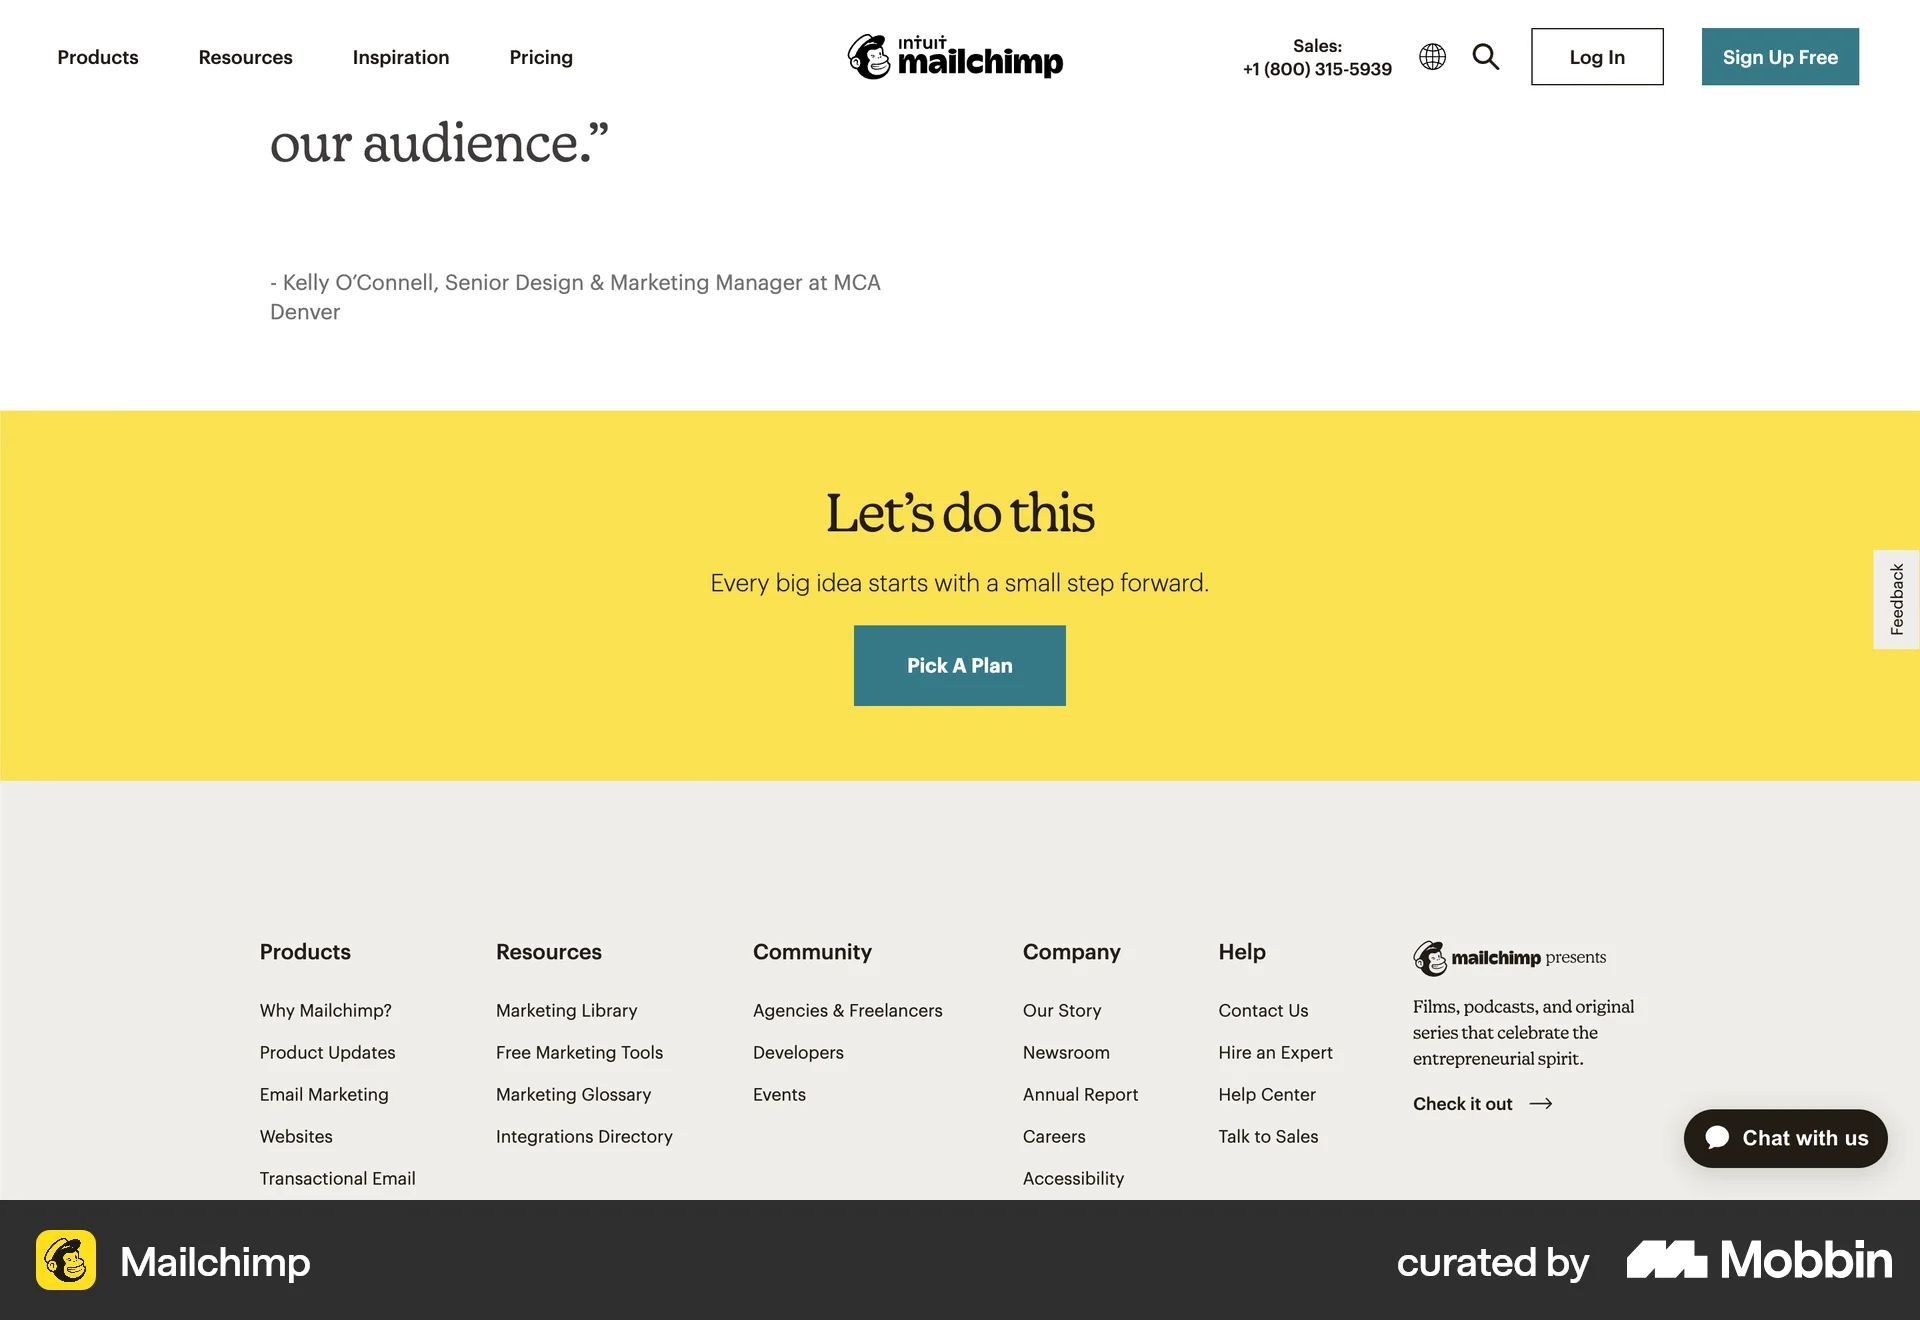 Products
Resources
Inspiration
Pricing
intuit
mailchimp
Sales:
+1 (800) 315-5939
Log In
Sign Up Free
our audience.”
- Kelly O’Connell, Senior Design & Marketing Manager at MCA
Denver
Let’s do this
Every big idea starts with a small step forward.
Pick A Plan
Feedback
Products
Why Mailchimp?
Product Updates
Email Marketing
Websites
Transactional Email
Resources
Marketing Library
Free Marketing Tools
Marketing Glossary
Integrations Directory
Community
Agencies & Freelancers
Developers
Events
Company
Our Story
Newsroom
Annual Report
Careers
Accessibility
Help
Contact Us
Hire an Expert
Help Center
Talk to Sales
mailchimp presents
Films, podcasts, and original
series that celebrate the
entrepreneurial spirit.
Check it out
Chat with us
Mailchimp
curated by Mobbin